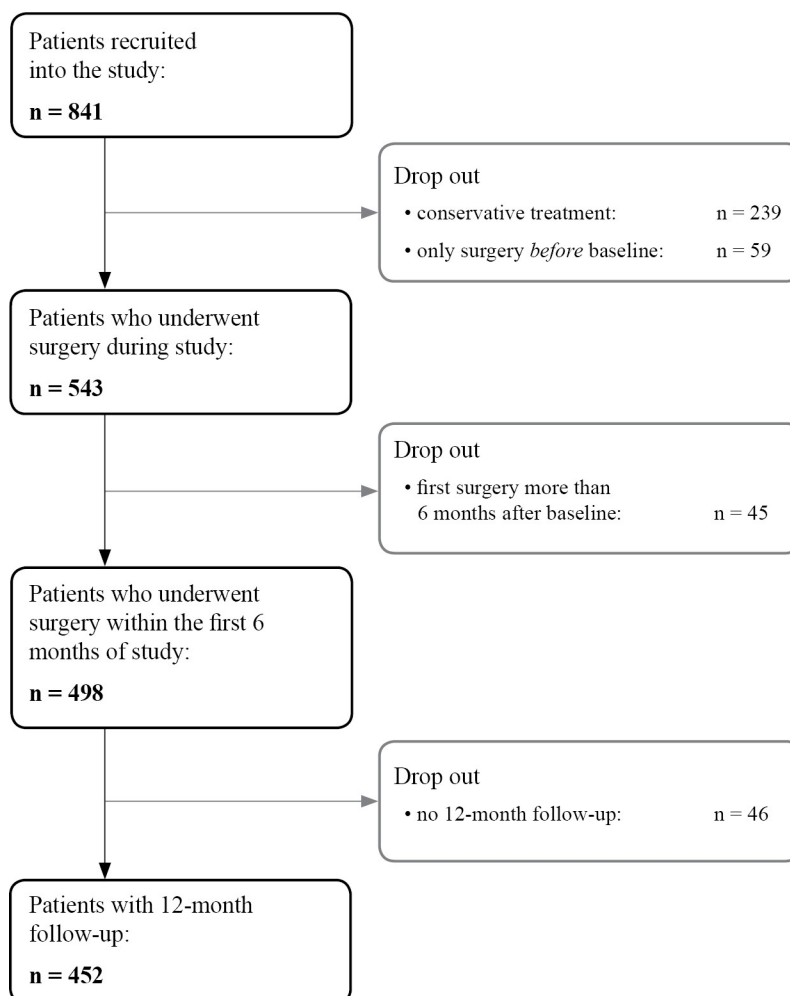 Patients recruited
into the study:
n = 841
Drop out
• conservative treatment: n = 239
• only surgery before baseline: n = 59
Patients who underwent
surgery during study:
n = 543
Drop out
• first surgery more than
6 months after baseline: n = 45
Patients who underwent
surgery within the first 6
months of study:
n = 498
Drop out
• no 12-month follow-up: n = 46
Patients with 12-month
follow-up:
n = 452